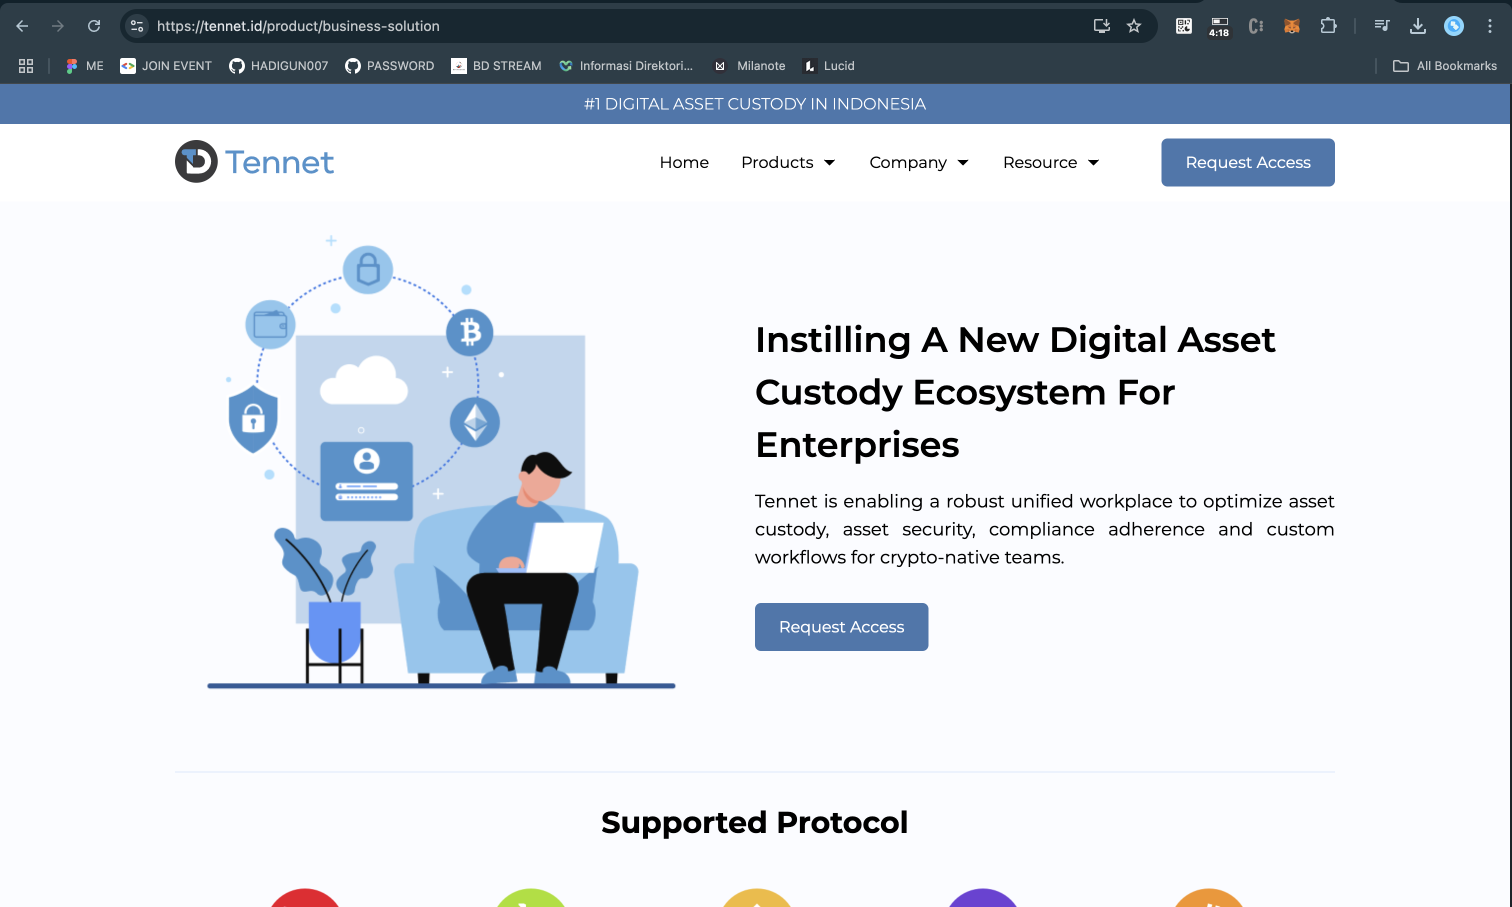 https://tennet.id/product/business-solution
4:18
ME
JOIN EVENT
HADIGUN007
PASSWORD
BD STREAM
Informasi Direktori...
Milanote
Lucid
All Bookmarks
#1 DIGITAL ASSET CUSTODY IN INDONESIA
Tennet
Home
Products
Company
Resource
Request Access
Instilling A New Digital Asset
Custody Ecosystem For
Enterprises
Tennet is enabling a robust unified workplace to optimize asset
custody, asset security, compliance adherence and custom
workflows for crypto-native teams.
Request Access
Supported Protocol